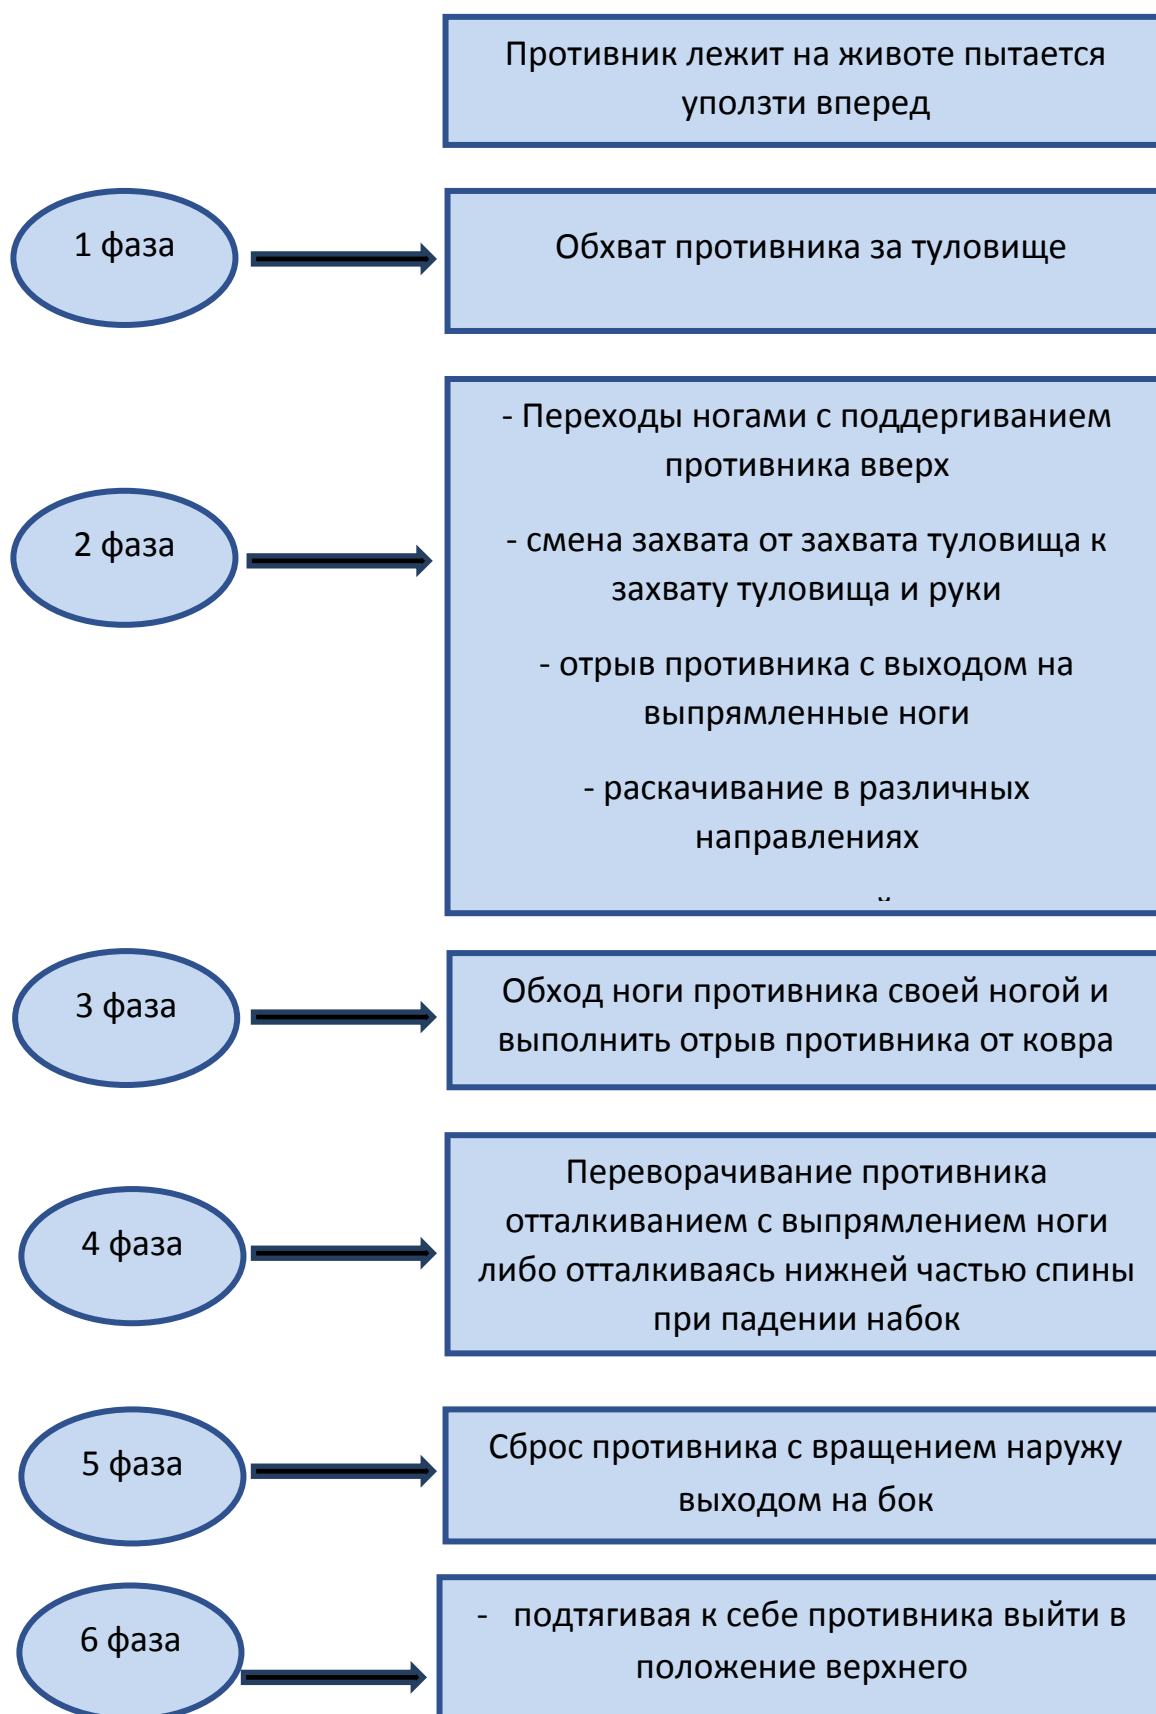 Противник лежит на животе пытается
уползти вперед
1 фаза
Обхват противника за туловище
2 фаза
- Переходы ногами с поддергиванием
противника вверх
- смена захвата от захвата туловища к
захвату туловища и руки
- отрыв противника с выходом на
выпрямленные ноги
- раскачивание в различных
направлениях
3 фаза
Обход ноги противника своей ногой и
выполнить отрыв противника от ковра
4 фаза
Переворачивание противника
отталкиванием с выпрямлением ноги
либо отталкиваясь нижней частью спины
при падении набок
5 фаза
Сброс противника с вращением наружу
выходом на бок
6 фаза
- подтягивая к себе противника выйти в
положение верхнего